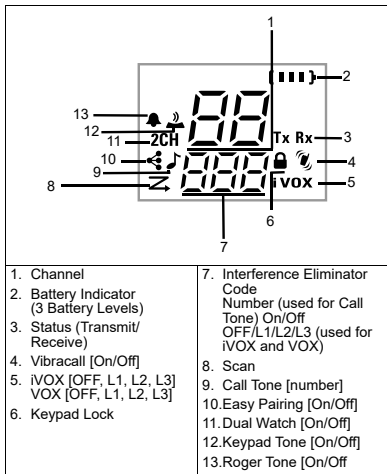 1
2
13
12
11
2CH
Tx Rx
3
10
4
9
8
iVOX
5
6
7
1. Channel
2. Battery Indicator
(3 Battery Levels)
3. Status (Transmit/
Receive)
4. Vibracall [On/Off]
5. iVOX [OFF, L1, L2, L3]
VOX [OFF, L1, L2, L3]
6. Keypad Lock
7. Interference Eliminator
Code
Number (used for Call
Tone) On/Off
OFF/L1/L2/L3 (used for
iVOX and VOX)
8. Scan
9. Call Tone [number]
10.Easy Pairing [On/Off]
11.Dual Watch [On/Off]
12.Keypad Tone [On/Off]
13.Roger Tone [On/Off